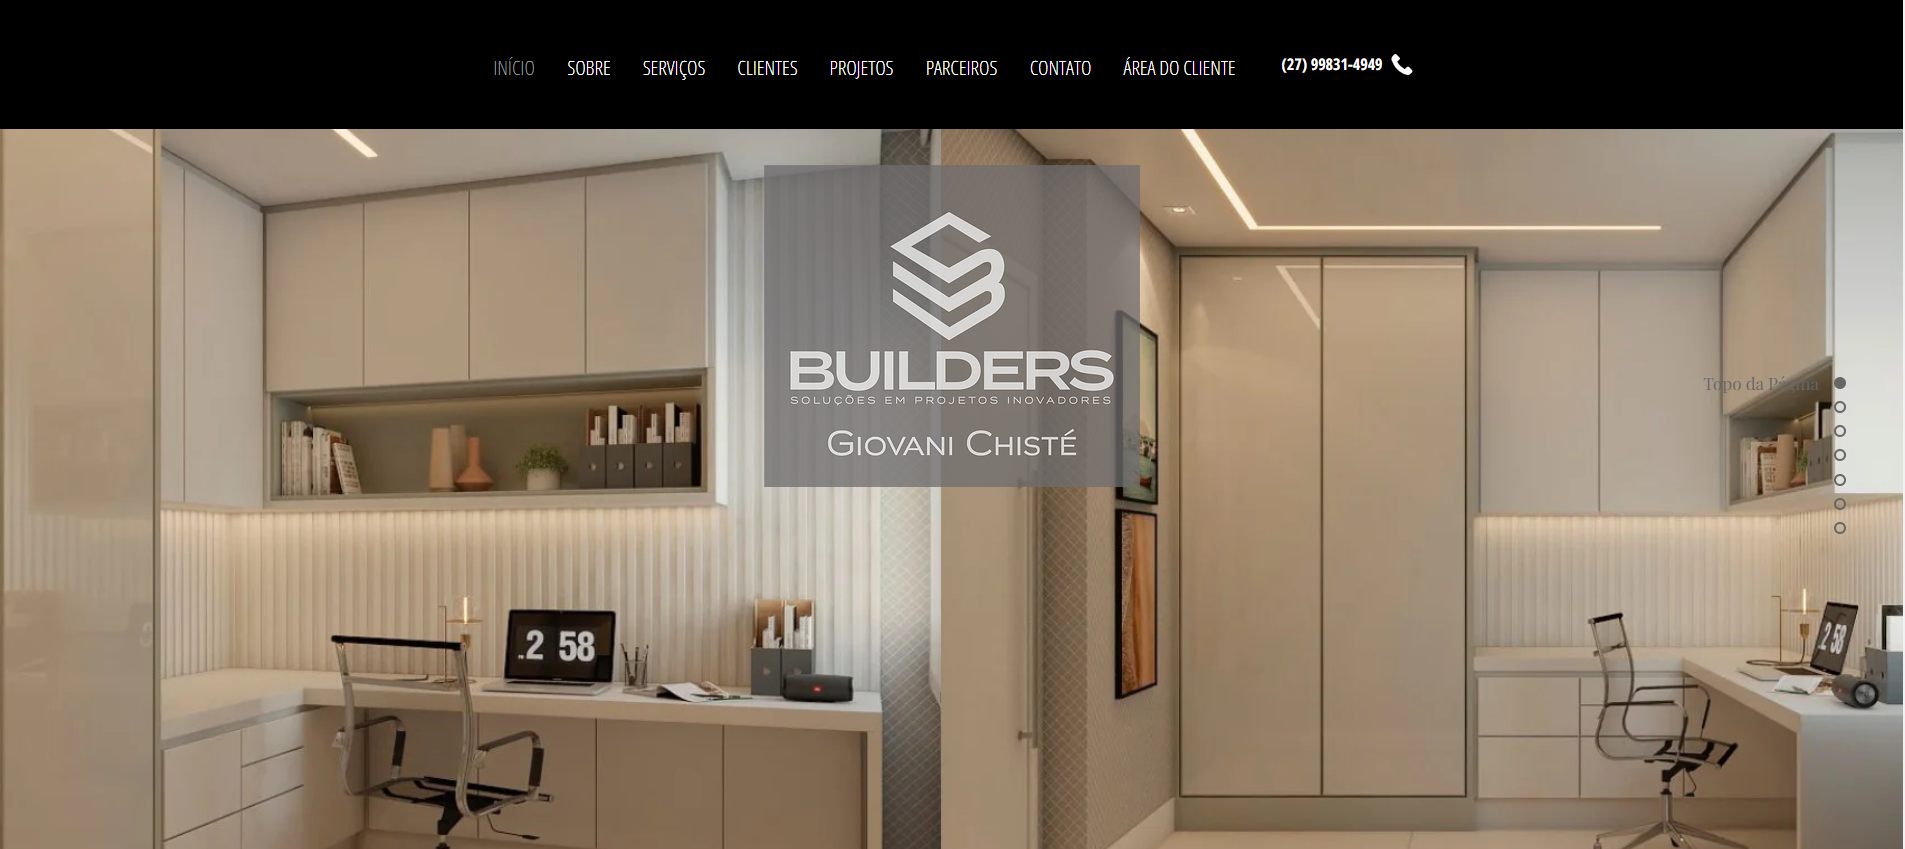 INÍCIO SOBRE SERVIÇOS CLIENTES PROJETOS PARCEIROS CONTATO ÁREA DO CLIENTE (27) 99831-4949
BUILDERS
SOLUÇÕES EM PROJETOS INOVADORES
GIOVANI CHISTÉ
Topo da Página
2 58
2 58